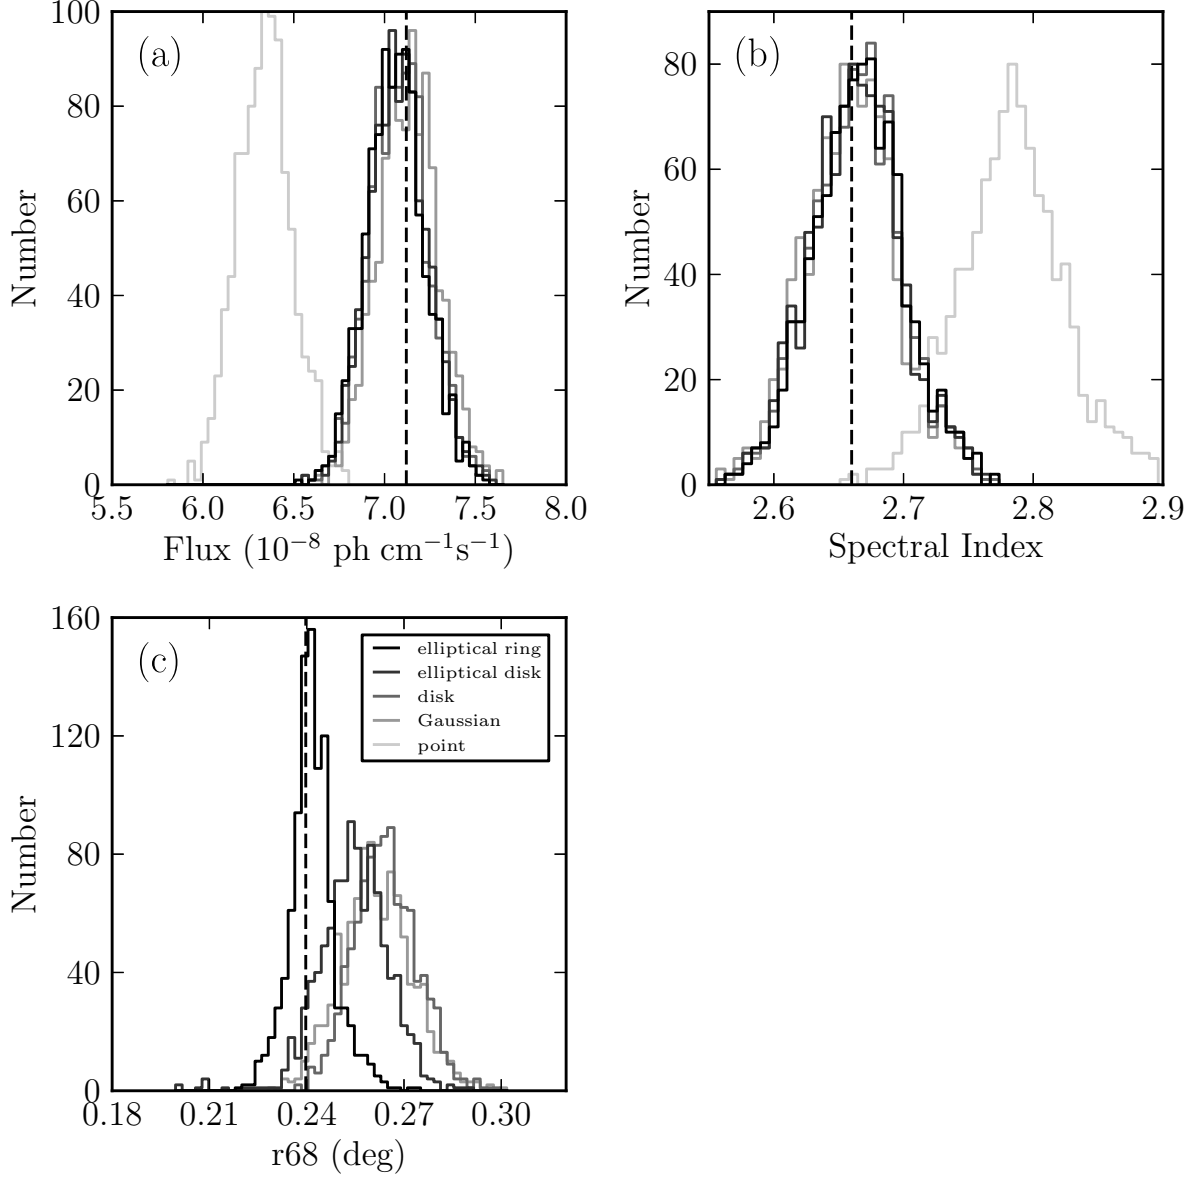 (a)
100
80
60
40
20
0
Number
5.5 6.0 6.5 7.0 7.5 8.0
Flux (10⁻⁸ ph cm⁻¹s⁻¹)
(b)
80
60
40
20
0
Number
2.6 2.7 2.8 2.9
Spectral Index
(c)
160
120
80
40
0
Number
elliptical ring
elliptical disk
disk
Gaussian
point
0.18 0.21 0.24 0.27 0.30
r68 (deg)